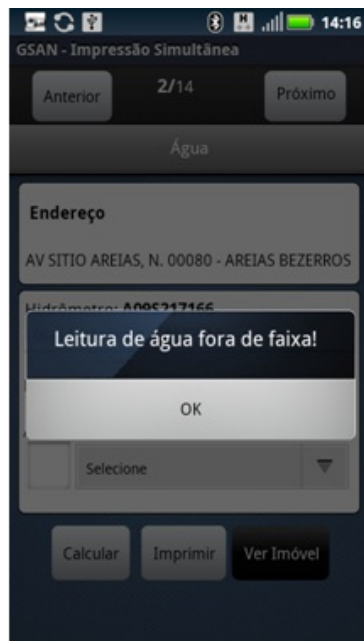 14:16
GSAN - Impressão Simultânea
Anterior
2/14
Próximo
Água
Endereço
AV SITIO AREIAS, N. 00080 - AREIAS BEZERROS
Hidrômetro: A09S217166
Leitura de água fora de faixa!
OK
Selecione
Calcular
Imprimir
Ver Imóvel